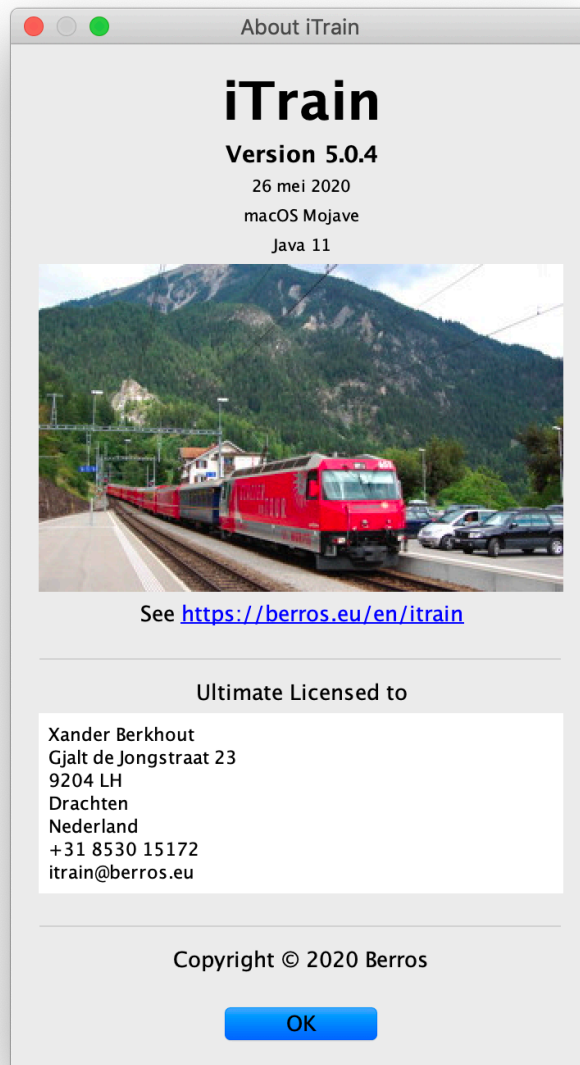 About iTrain
iTrain
Version 5.0.4
26 mei 2020
macOS Mojave
Java 11
See https://berros.eu/en/itrain
Ultimate Licensed to
Xander Berkhout
Gjalt de Jongstraat 23
9204 LH
Drachten
Nederland
+31 8530 15172
itrain@berros.eu
Copyright © 2020 Berros
OK